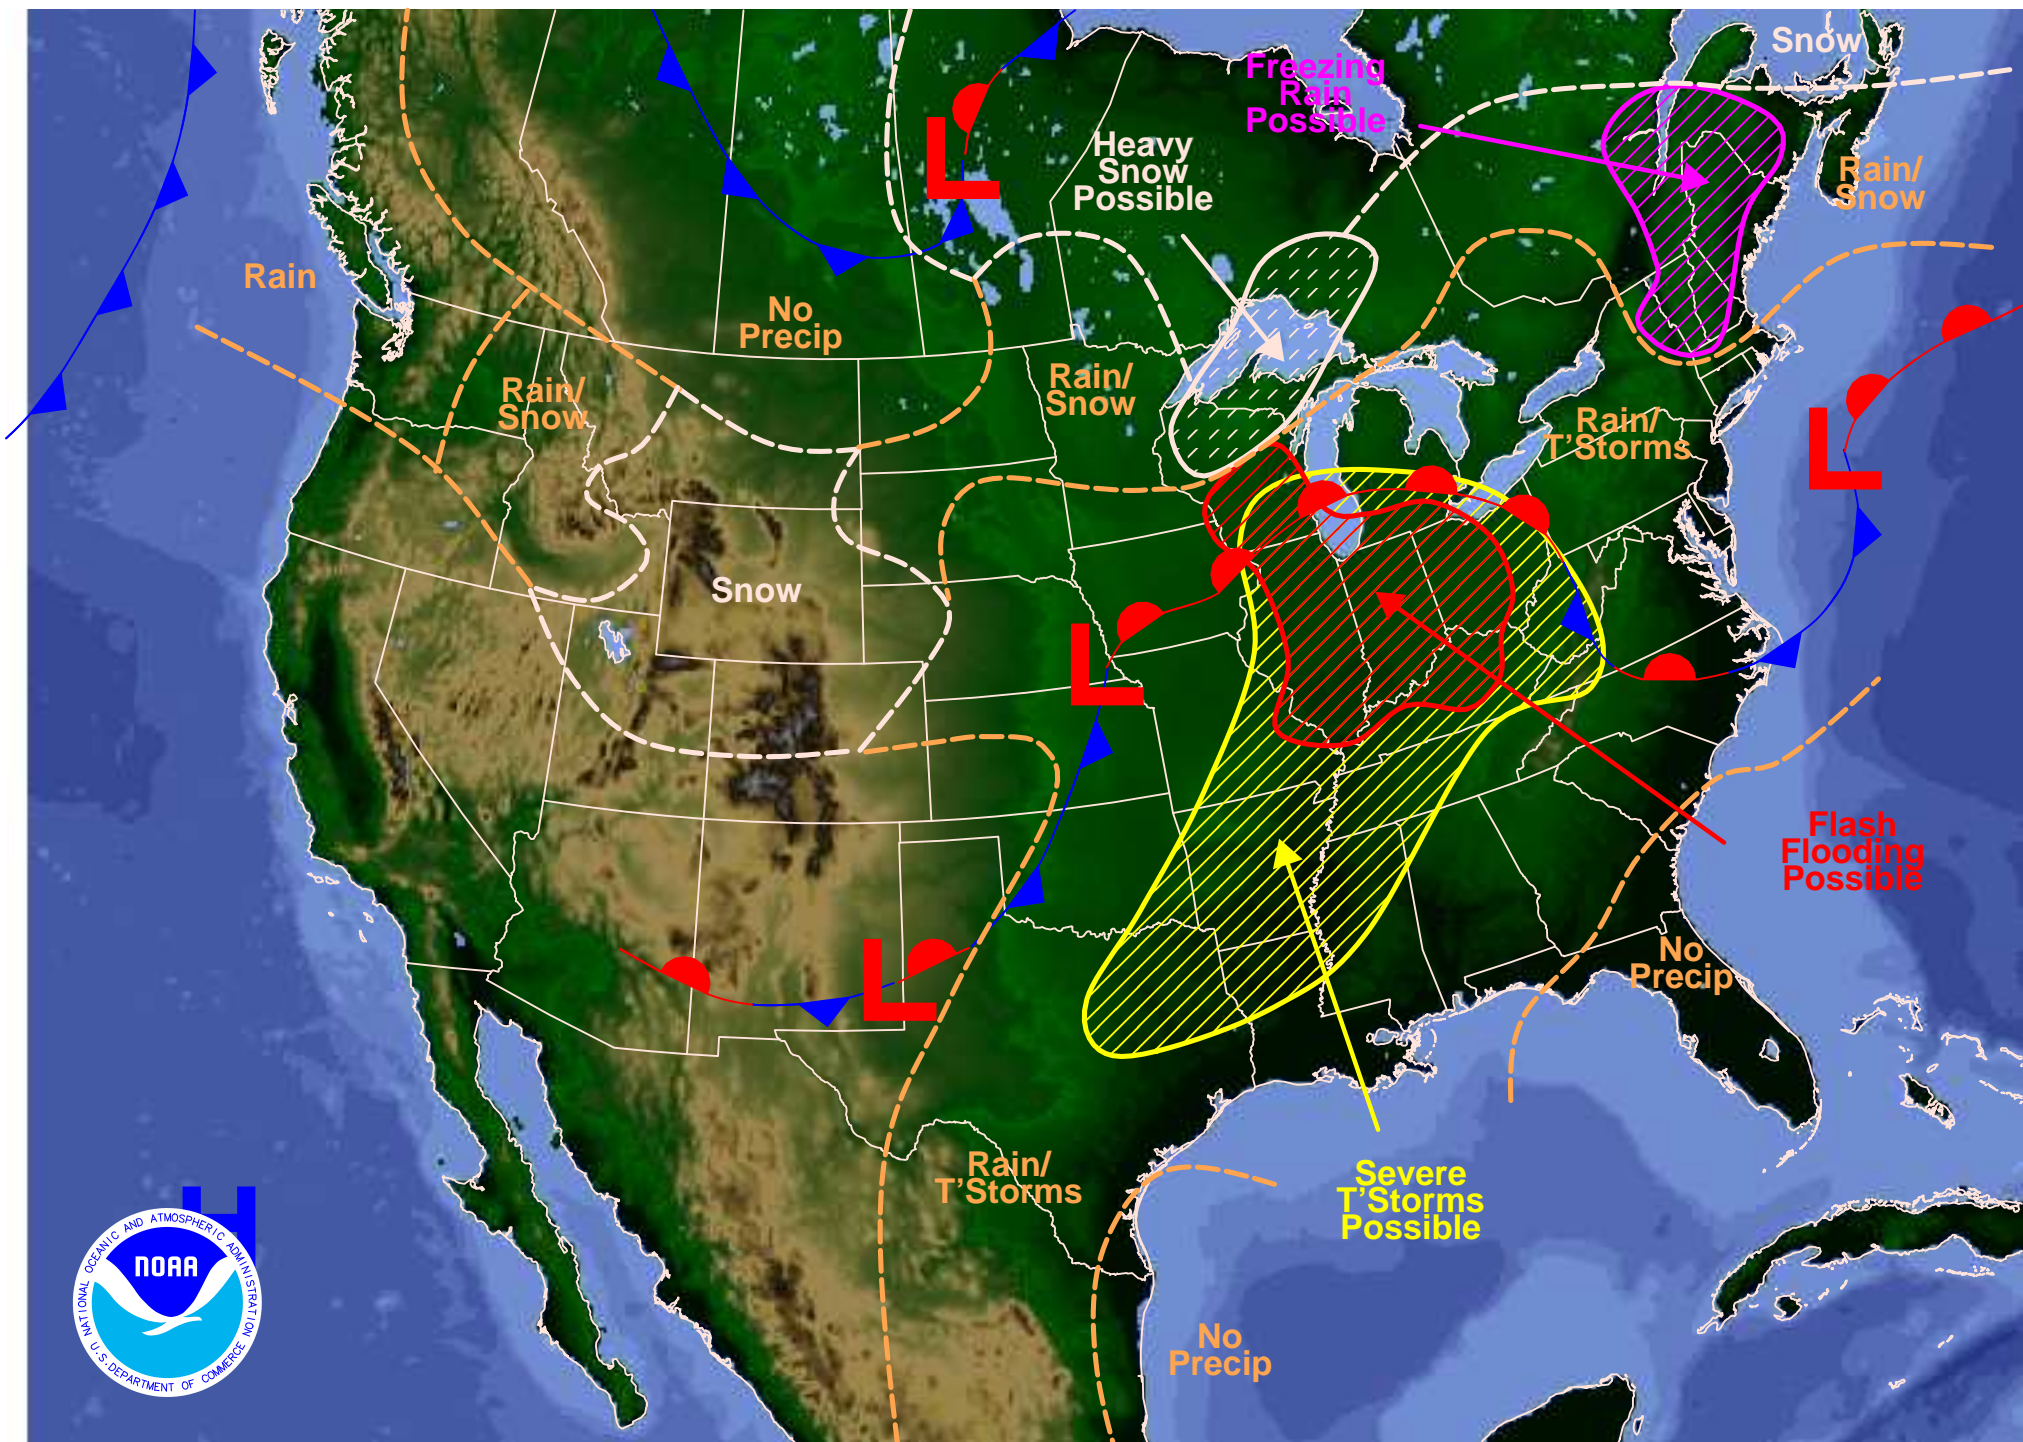 Snow
Freezing
Rain
Possible
Heavy
Snow
Possible
Rain/
Snow
Rain
No
Precip
Rain/
Snow
Rain/
Snow
Rain/
T'Storms
Snow
L
L
L
L
Flash
Flooding
Possible
No
Precip
Rain/
T'Storms
Severe
T'Storms
Possible
No
Precip
H
NATIONAL OCEANIC AND ATMOSPHERIC ADMINISTRATION
NOAA
U.S. DEPARTMENT OF COMMERCE